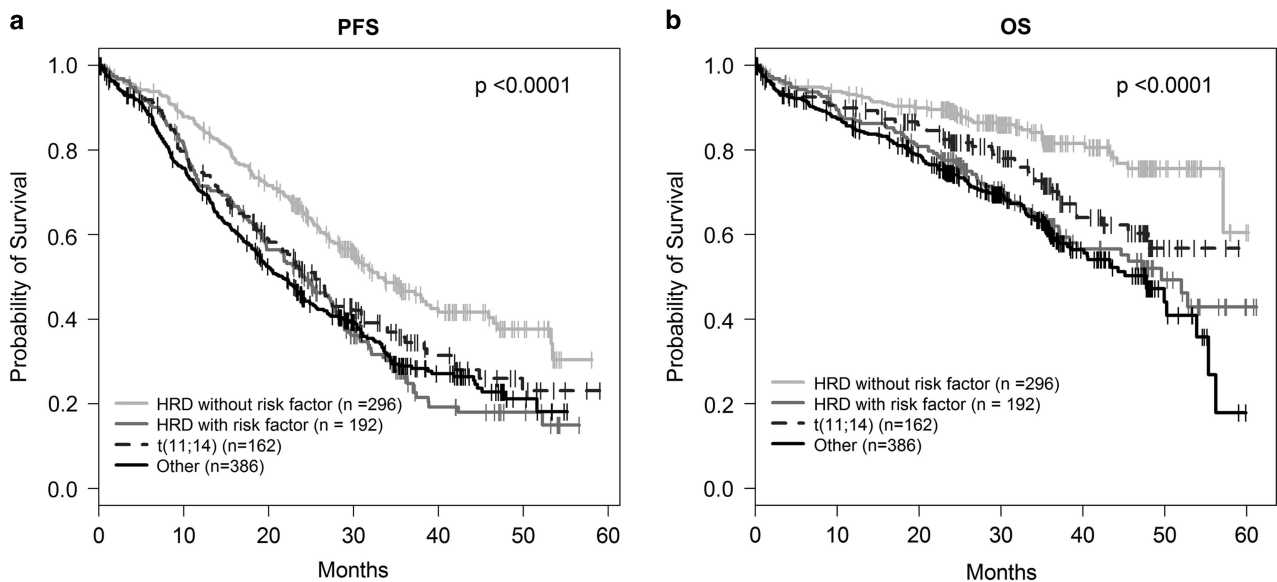 a
PFS
p <0.0001
Probability of Survival
1.0
0.8
0.6
0.4
0.2
0.0
HRD without risk factor (n =296)
HRD with risk factor (n = 192)
t(11;14) (n=162)
Other (n=386)
0 10 20 30 40 50 60
Months
b
OS
p <0.0001
Probability of Survival
1.0
0.8
0.6
0.4
0.2
0.0
HRD without risk factor (n =296)
HRD with risk factor (n = 192)
t(11;14) (n=162)
Other (n=386)
0 10 20 30 40 50 60
Months